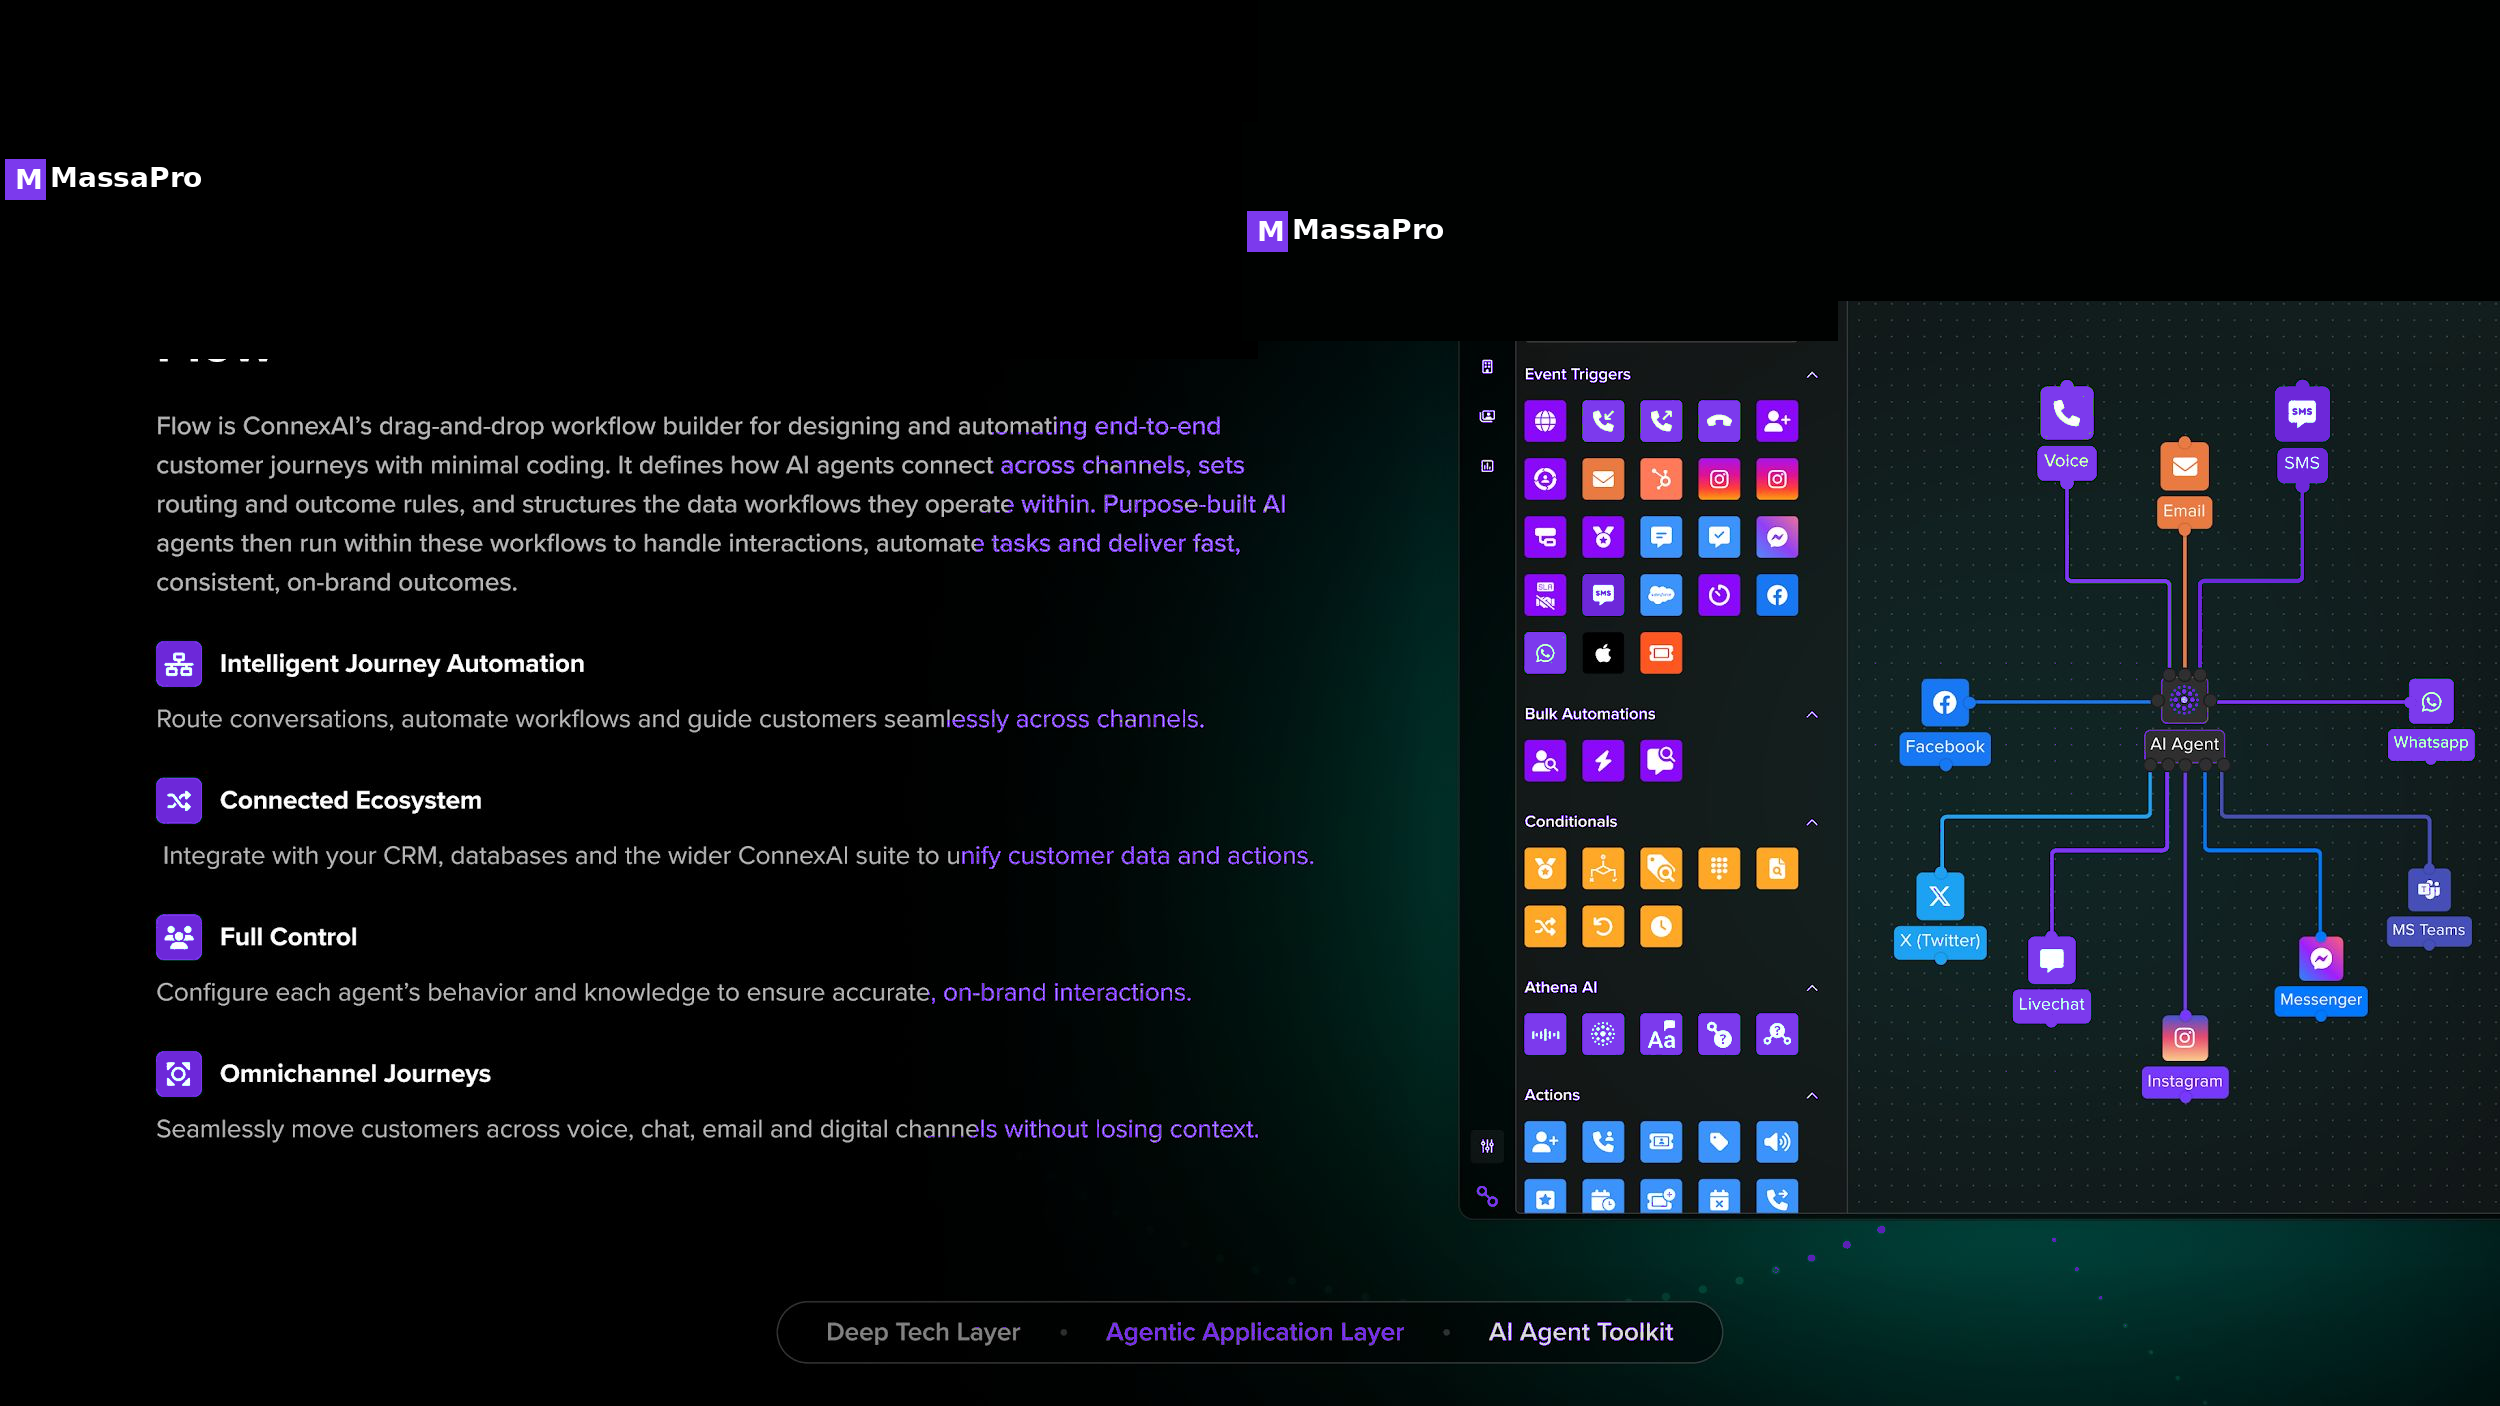 M MassaPro
M MassaPro
Flow
Flow is ConnexAI’s drag-and-drop workflow builder for designing and automating end-to-end
customer journeys with minimal coding. It defines how AI agents connect across channels, sets
routing and outcome rules, and structures the data workflows they operate within. Purpose-built AI
agents then run within these workflows to handle interactions, automate tasks and deliver fast,
consistent, on-brand outcomes.
Intelligent Journey Automation
Route conversations, automate workflows and guide customers seamlessly across channels.
Connected Ecosystem
Integrate with your CRM, databases and the wider ConnexAI suite to unify customer data and actions.
Full Control
Configure each agent’s behavior and knowledge to ensure accurate, on-brand interactions.
Omnichannel Journeys
Seamlessly move customers across voice, chat, email and digital channels without losing context.
Event Triggers
SLA
SMS
Bulk Automations
Conditionals
Athena AI
Aa
Actions
Voice
SMS
SMS
Email
Facebook
AI Agent
Whatsapp
X (Twitter)
MS Teams
Livechat
Messenger
Instagram
Deep Tech Layer • Agentic Application Layer • AI Agent Toolkit